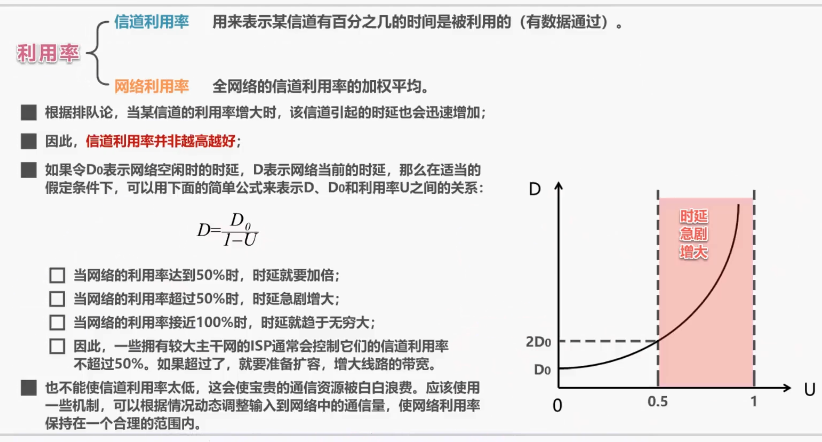 信道利用率 用来表示某信道有百分之几的时间是被利用的（有数据通过）。
利用率
网络利用率 全网络的信道利用率的加权平均。
根据排队论，当某信道的利用率增大时，该信道引起的时延也会迅速增加；
因此，信道利用率并非越高越好；
如果令D₀表示网络空闲时的时延，D表示网络当前的时延，那么在适当的
假定条件下，可以用下面的简单公式来表示D、D₀和利用率U之间的关系：
D=D₀/(1−U)
当网络的利用率达到50%时，时延就要加倍；
当网络的利用率超过50%时，时延急剧增大；
当网络的利用率接近100%时，时延就趋于无穷大；
因此，一些拥有较大主干网的ISP通常会控制它们的信道利用率
不超过50%。如果超过了，就要准备扩容，增大线路的带宽。
也不能使信道利用率太低，这会使宝贵的通信资源被白白浪费。应该使用
一些机制，可以根据情况动态调整输入到网络中的通信量，使网络利用率
保持在一个合理的范围内。
D
时延
急剧
增大
2D₀
D₀
0
0.5
1
U